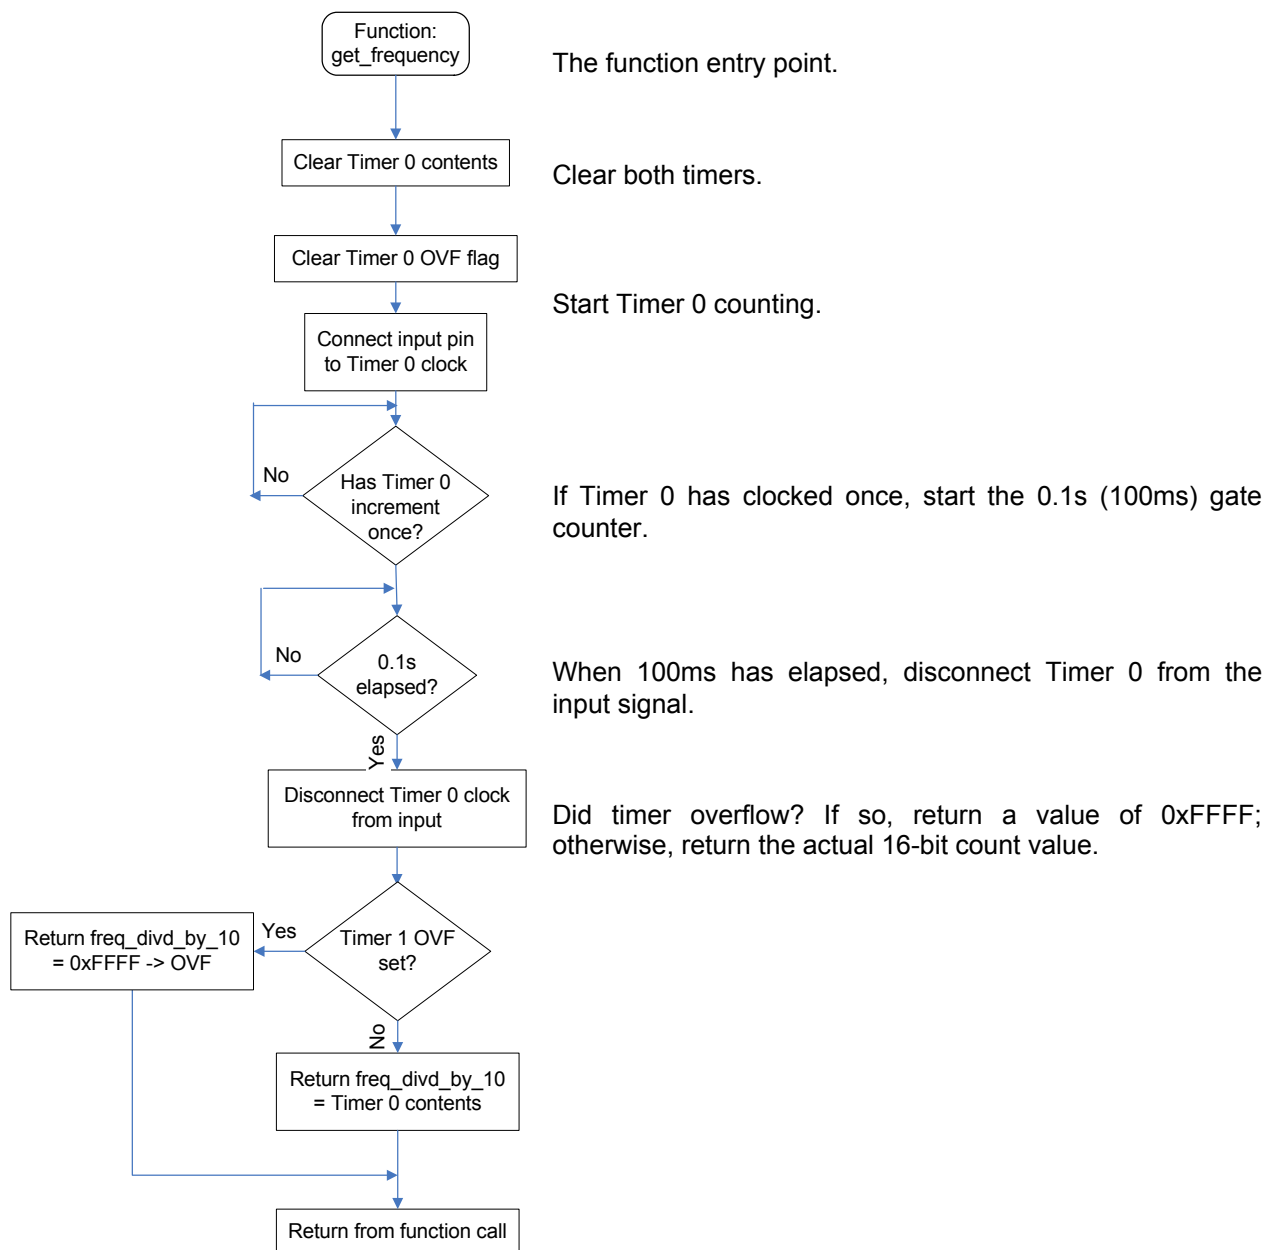 Function:
get_frequency
The function entry point.
Clear Timer 0 contents
Clear both timers.
Clear Timer 0 OVF flag
Start Timer 0 counting.
Connect input pin
to Timer 0 clock
No
Has Timer 0
increment
once?
If Timer 0 has clocked once, start the 0.1s (100ms) gate
counter.
No
0.1s
elapsed?
When 100ms has elapsed, disconnect Timer 0 from the
input signal.
Yes
Disconnect Timer 0 clock
from input
Did timer overflow? If so, return a value of 0xFFFF;
otherwise, return the actual 16-bit count value.
Return freq_divd_by_10
= 0xFFFF -> OVF
Yes
Timer 1 OVF
set?
No
Return freq_divd_by_10
= Timer 0 contents
Return from function call